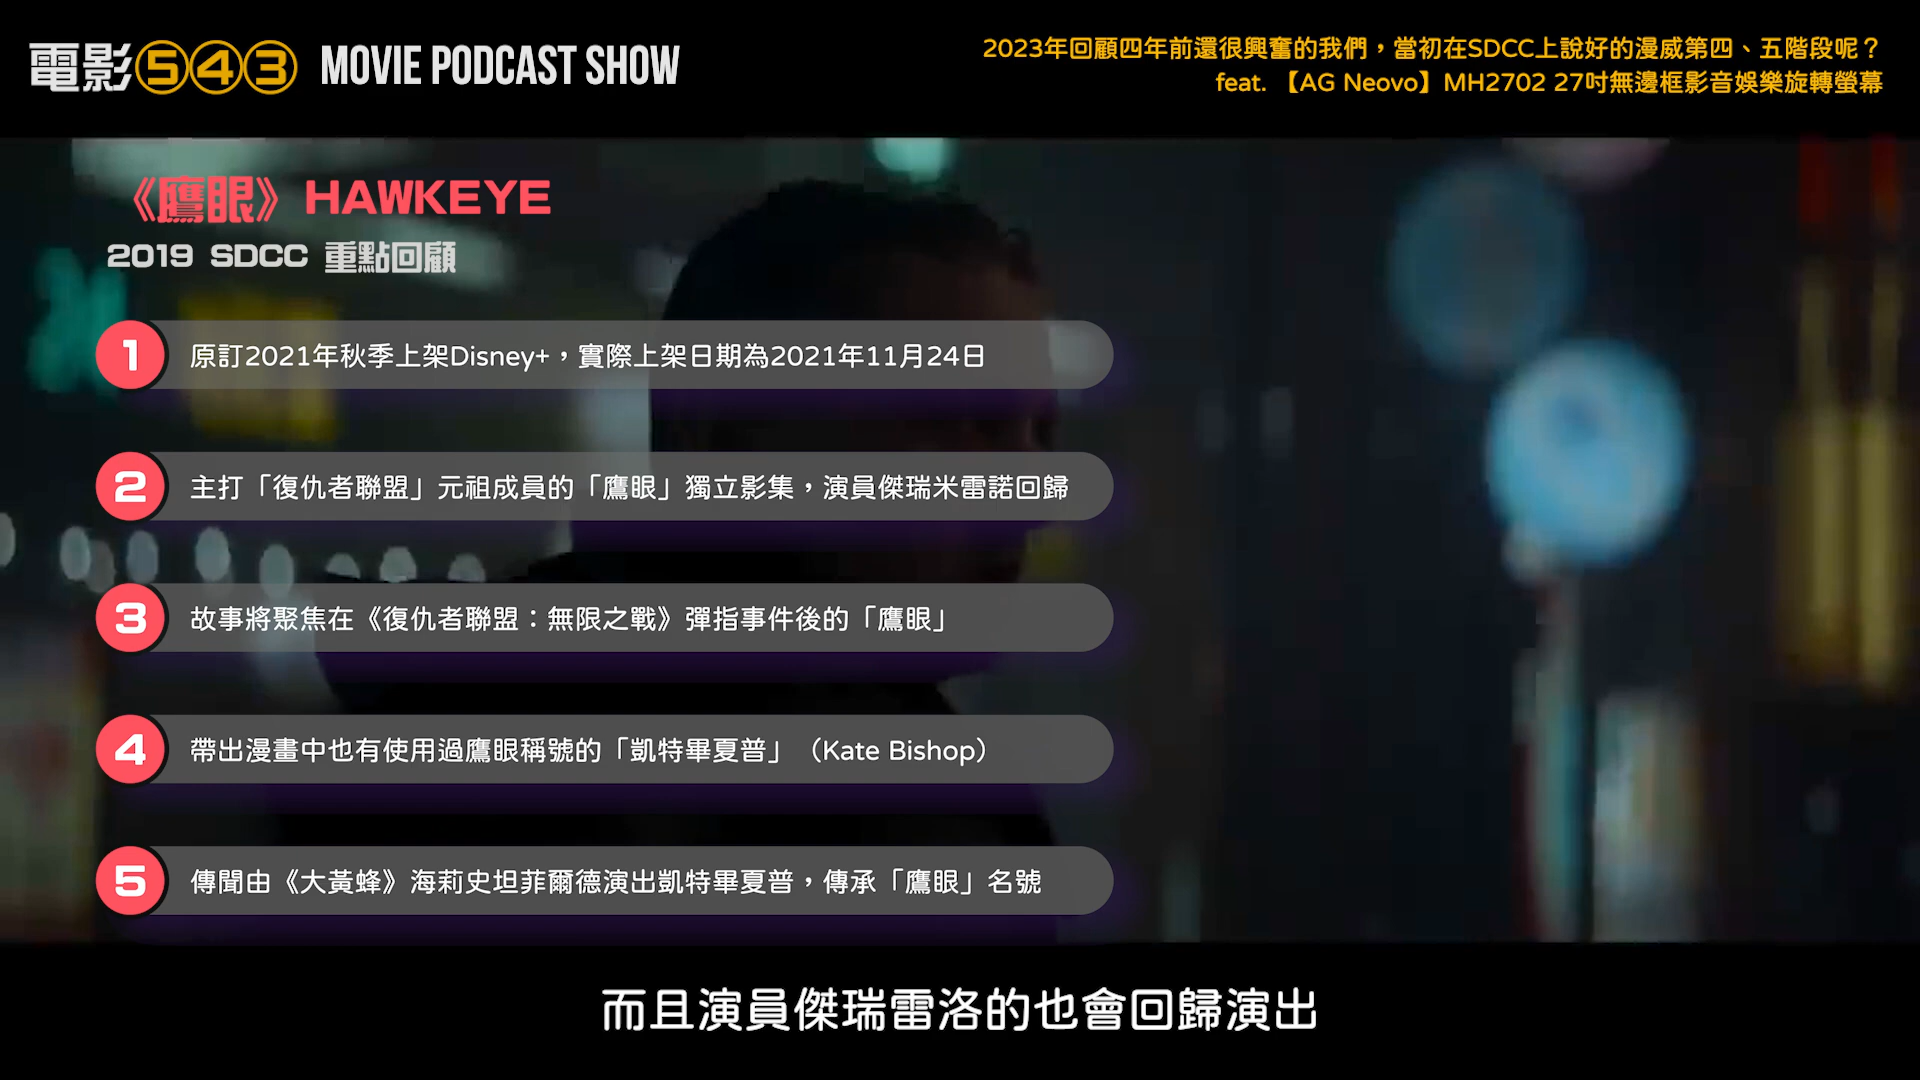 電影543 MOVIE PODCAST SHOW
2023年回顧四年前還很興奮的我們，當初在SDCC上說好的漫威第四、五階段呢？
feat. 【AG Neovo】MH2702 27吋無邊框影音娛樂旋轉螢幕
《鷹眼》 HAWKEYE
2019 SDCC 重點回顧
1 原訂2021年秋季上架Disney+，實際上架日期為2021年11月24日
2 主打「復仇者聯盟」元祖成員的「鷹眼」獨立影集，演員傑瑞米雷諾回歸
3 故事將聚焦在《復仇者聯盟：無限之戰》彈指事件後的「鷹眼」
4 帶出漫畫中也有使用過鷹眼稱號的「凱特畢夏普」（Kate Bishop）
5 傳聞由《大黃蜂》海莉史坦菲爾德演出凱特畢夏普，傳承「鷹眼」名號
而且演員傑瑞雷洛的也會回歸演出